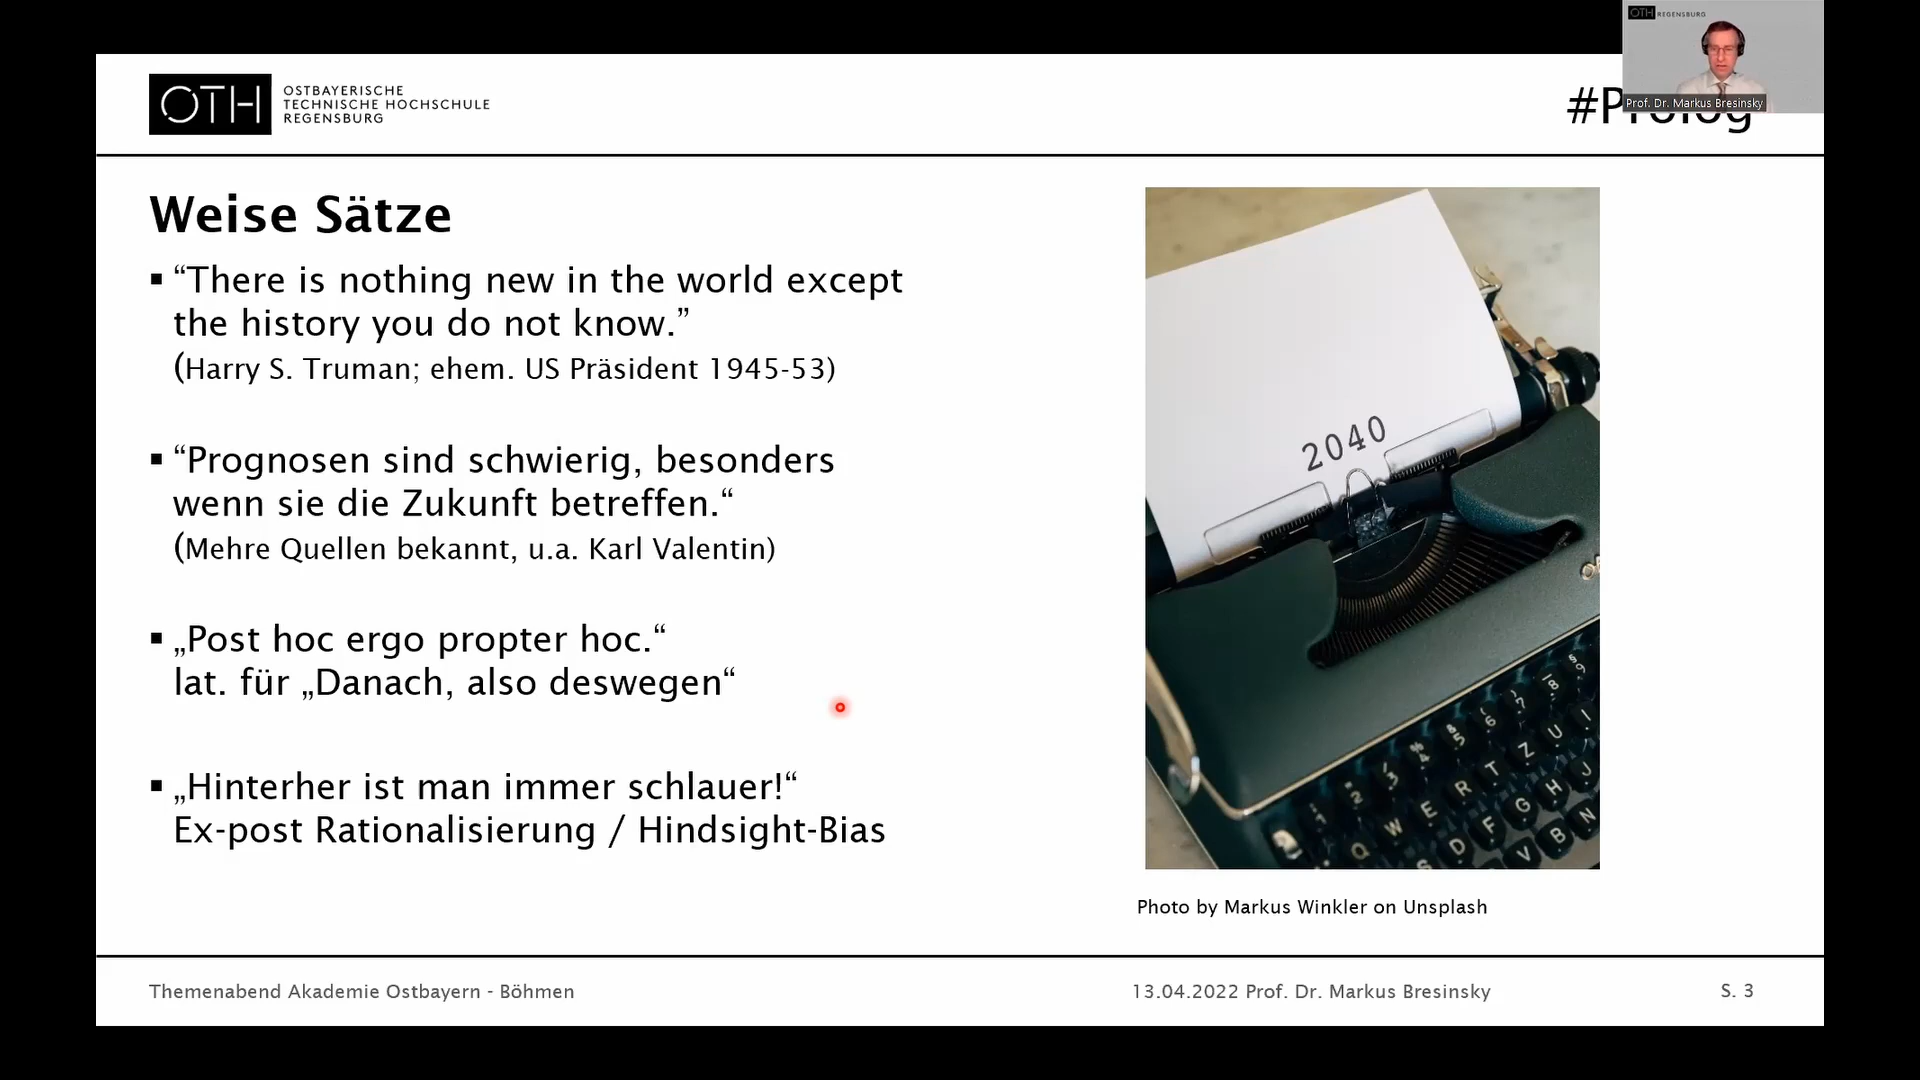 OTH REGENSBURG
Prof. Dr. Markus Bresinsky
OTH
OSTBAYERISCHE
TECHNISCHE HOCHSCHULE
REGENSBURG
#Prolog
Weise Sätze
▪ “There is nothing new in the world except
the history you do not know.”
(Harry S. Truman; ehem. US Präsident 1945-53)
▪ “Prognosen sind schwierig, besonders
wenn sie die Zukunft betreffen.“
(Mehre Quellen bekannt, u.a. Karl Valentin)
▪ „Post hoc ergo propter hoc.“
lat. für „Danach, also deswegen“
▪ „Hinterher ist man immer schlauer!“
Ex-post Rationalisierung / Hindsight-Bias
2040
Photo by Markus Winkler on Unsplash
Themenabend Akademie Ostbayern - Böhmen
13.04.2022 Prof. Dr. Markus Bresinsky
S. 3